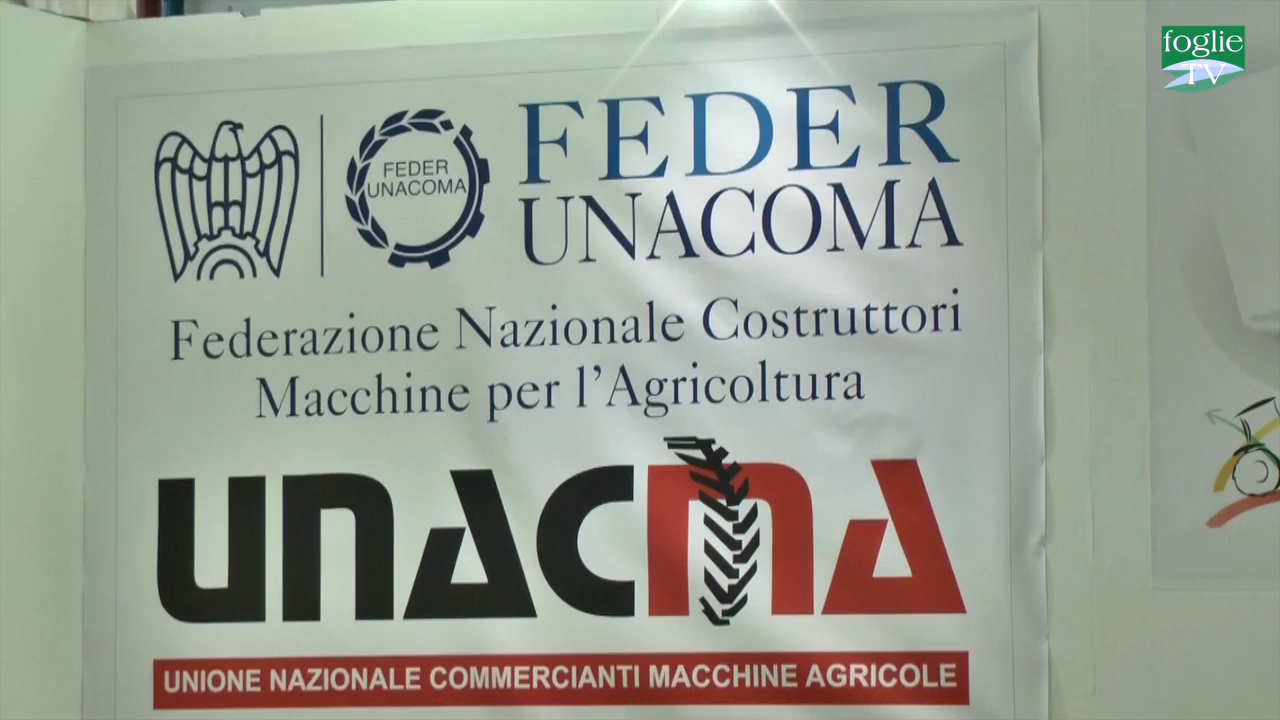 foglie
TV
FEDER
UNACOMA
FEDER
UNACOMA
Federazione Nazionale Costruttori
Macchine per l'Agricoltura
UNACMA
UNIONE NAZIONALE COMMERCIANTI MACCHINE AGRICOLE